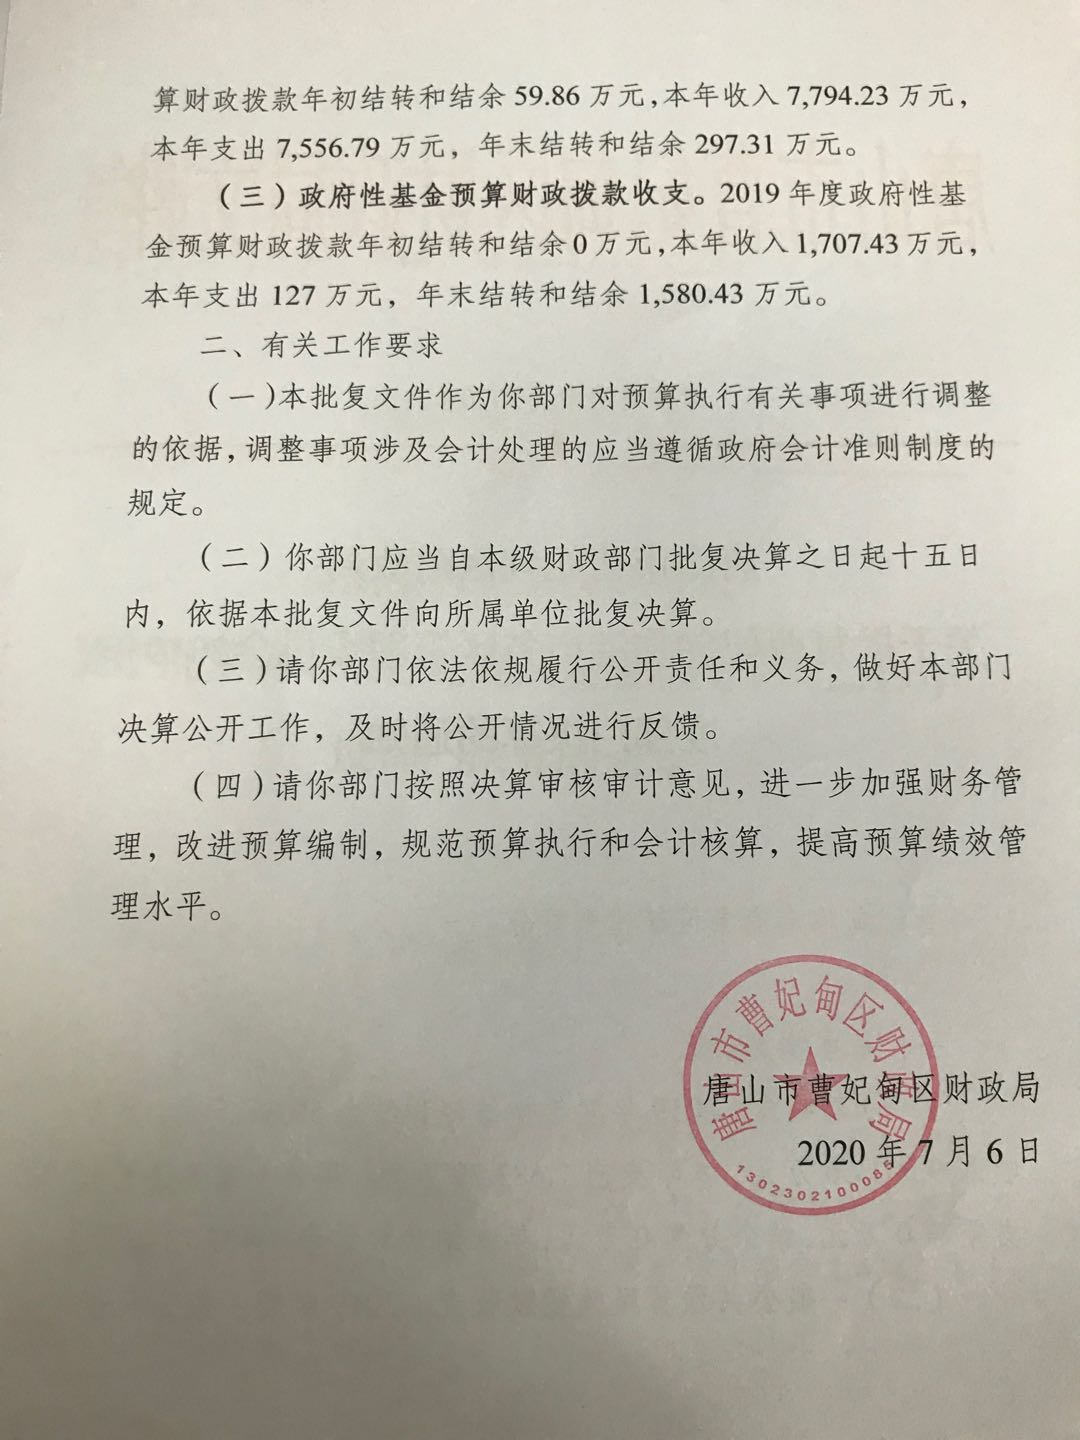 算财政拨款年初结转和结余 59.86 万元,本年收入 7,794.23 万元,
本年支出 7,556.79 万元，年末结转和结余 297.31 万元。
（三）政府性基金预算财政拨款收支。2019 年度政府性基
金预算财政拨款年初结转和结余 0 万元,本年收入 1,707.43 万元,
本年支出 127 万元，年末结转和结余 1,580.43 万元。
二、有关工作要求
（一）本批复文件作为你部门对预算执行有关事项进行调整
的依据,调整事项涉及会计处理的应当遵循政府会计准则制度的
规定。
（二）你部门应当自本级财政部门批复决算之日起十五日
内，依据本批复文件向所属单位批复决算。
（三）请你部门依法依规履行公开责任和义务，做好本部门
决算公开工作，及时将公开情况进行反馈。
（四）请你部门按照决算审核审计意见，进一步加强财务管
理，改进预算编制，规范预算执行和会计核算，提高预算绩效管
理水平。
唐山市曹妃甸区财政局
唐山市曹妃甸区财政局
2020 年 7 月 6 日
1302302100085